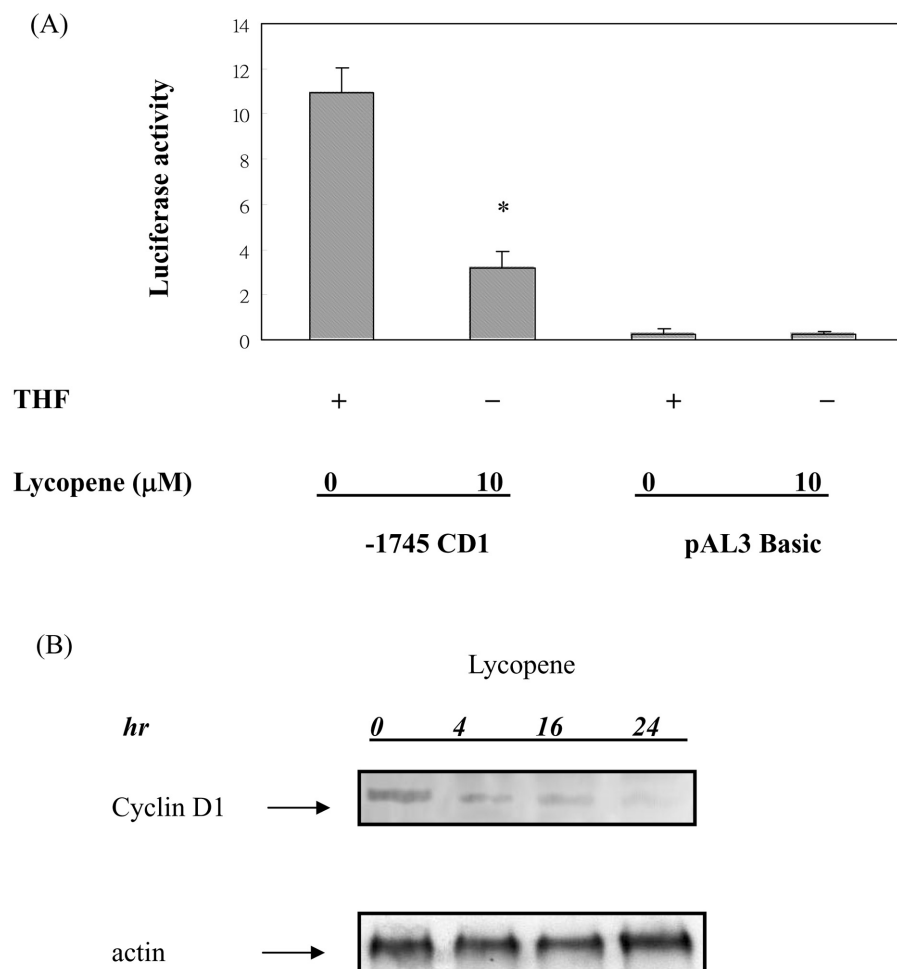 (A)
Luciferase activity
14
12
10
8
6
4
2
0
*
THF + − + −
Lycopene (μM) 0 10 0 10
-1745 CD1 pAL3 Basic
(B)
Lycopene
hr 0 4 16 24
Cyclin D1
actin